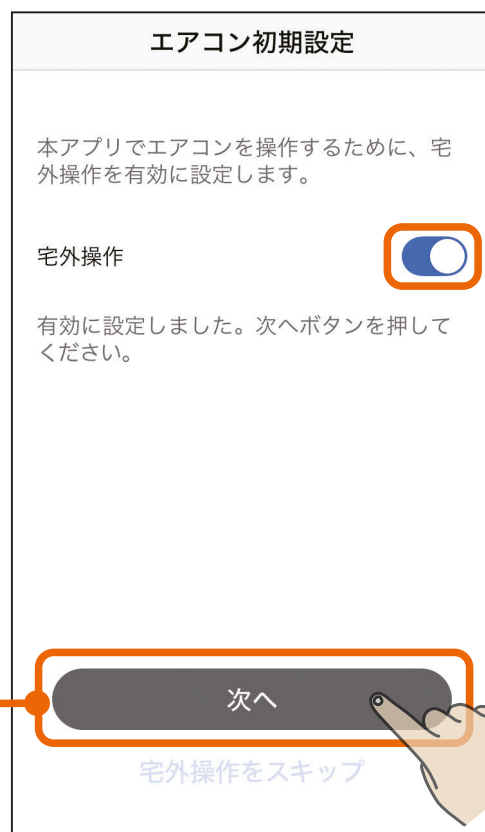 エアコン初期設定
本アプリでエアコンを操作するために、宅
外操作を有効に設定します。
宅外操作
有効に設定しました。次へボタンを押して
ください。
次へ
宅外操作をスキップ